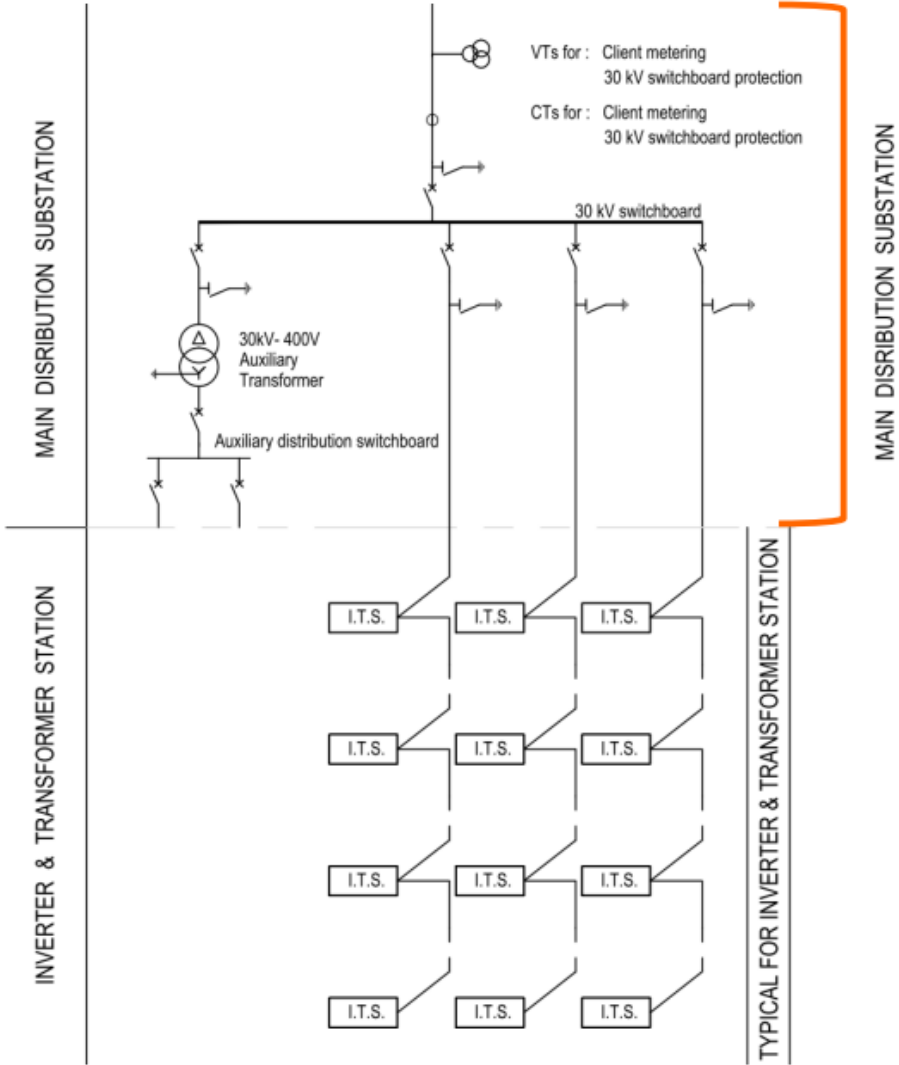 VTs for : Client metering
30 kV switchboard protection
CTs for : Client metering
30 kV switchboard protection
MAIN DISRIBUTION SUBSTATION
MAIN DISRIBUTION SUBSTATION
30 kV switchboard
30kV- 400V
Auxiliary
Transformer
Auxiliary distribution switchboard
INVERTER & TRANSFORMER STATION
TYPICAL FOR INVERTER & TRANSFORMER STATION
I.T.S. I.T.S. I.T.S.
I.T.S. I.T.S. I.T.S.
I.T.S. I.T.S. I.T.S.
I.T.S. I.T.S. I.T.S.